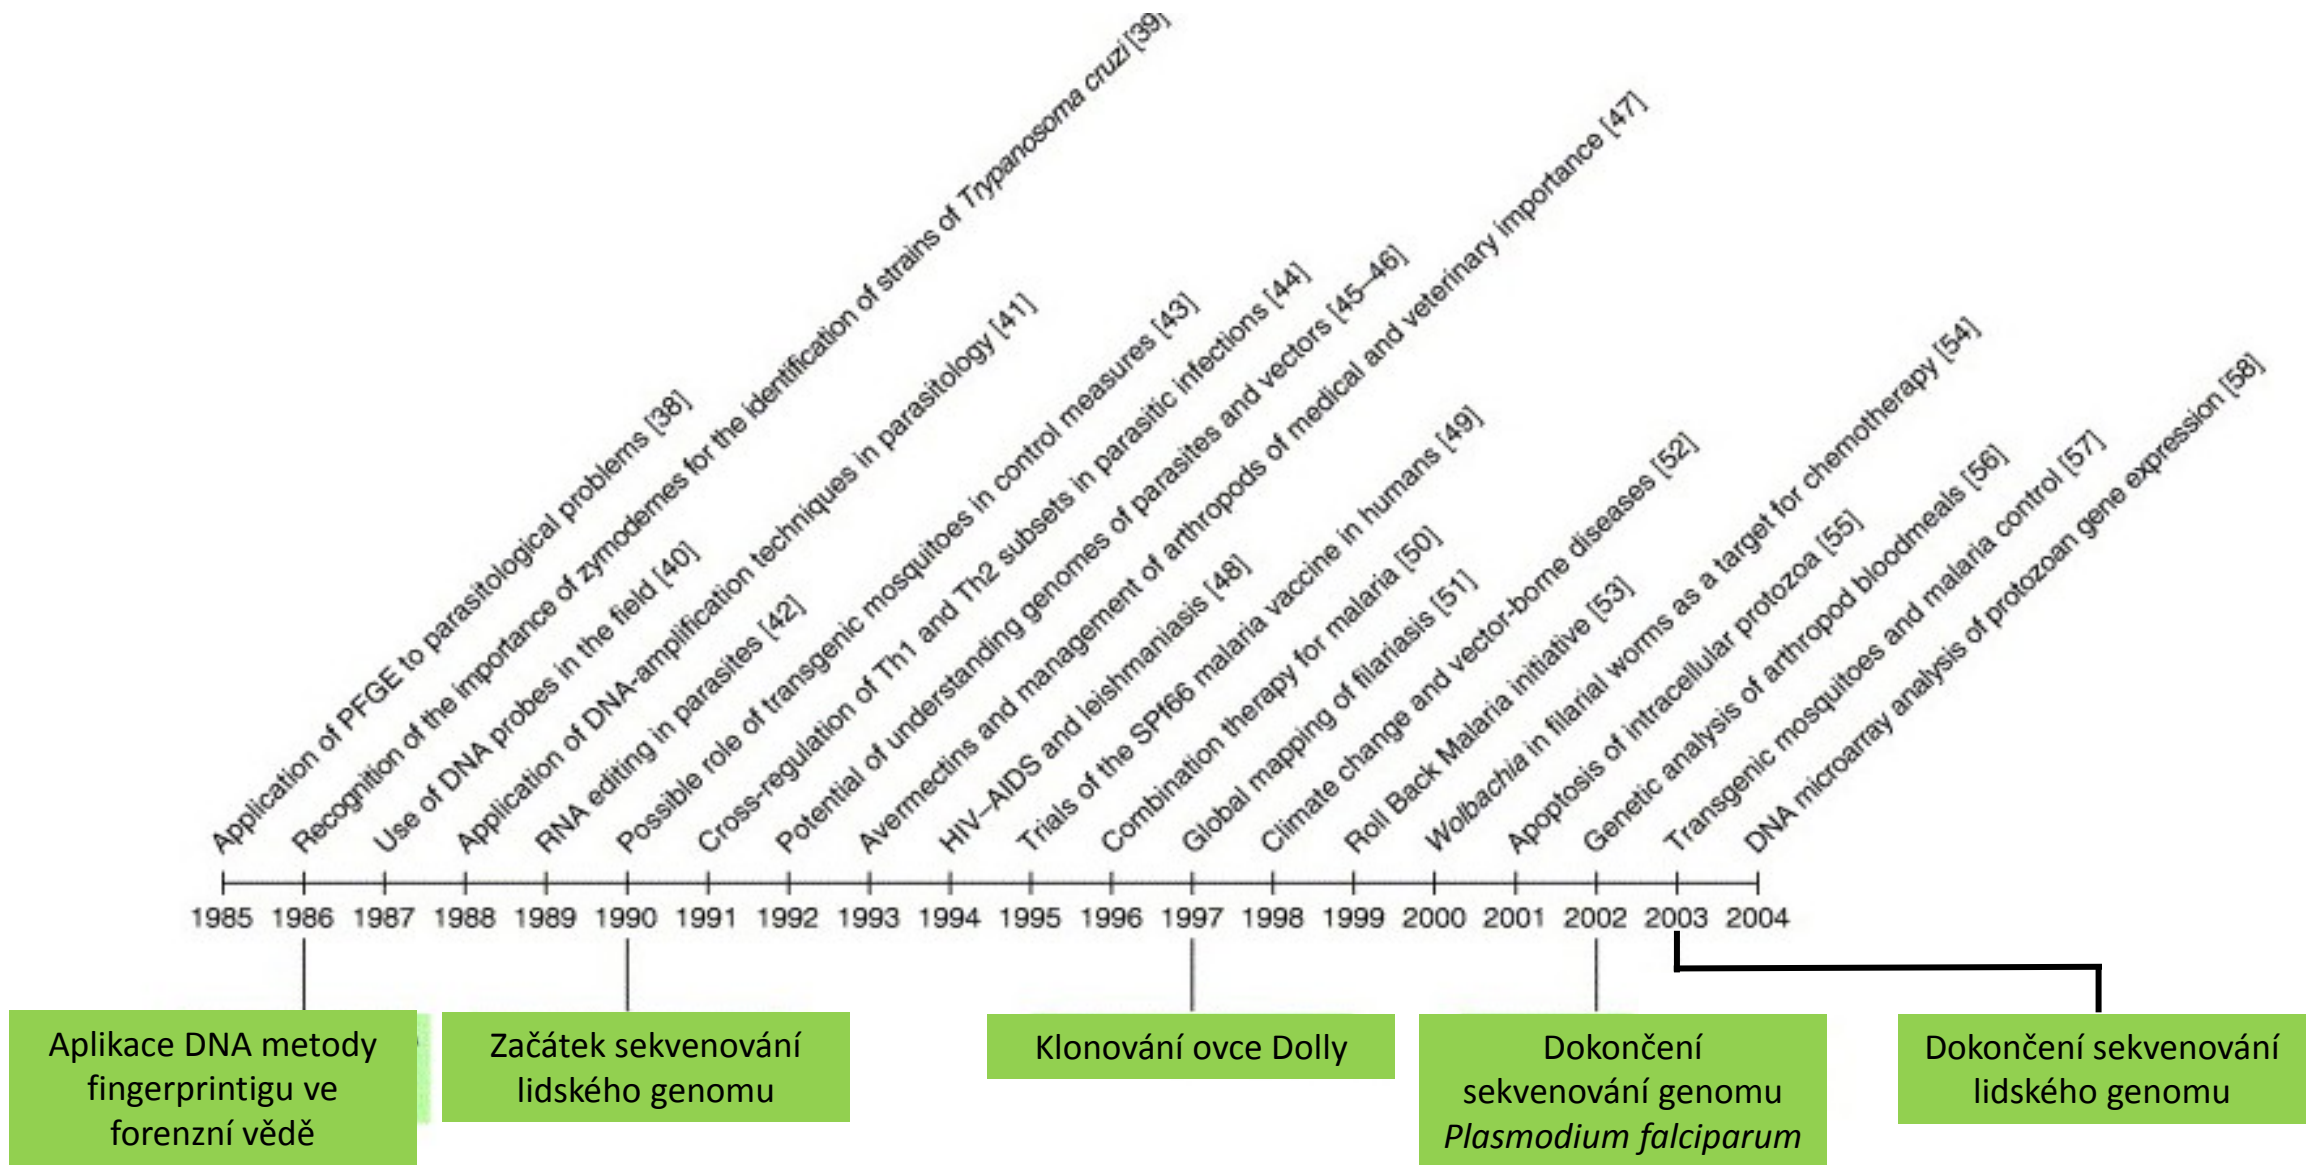 Application of PFGE to parasitological problems [38]
Recognition of the importance of zymodemes for the identification of strains of Trypanosoma cruzi [39]
Use of DNA probes in the field [40]
Application of DNA-amplification techniques in parasitology [41]
RNA editing in parasites [42]
Possible role of transgenic mosquitoes in control measures [43]
Cross-regulation of Th1 and Th2 subsets in parasitic infections [44]
Potential of understanding genomes of parasites and vectors [45–46]
Avermectins and management of arthropods of medical and veterinary importance [47]
HIV–AIDS and leishmaniasis [48]
Trials of the SPf66 malaria vaccine in humans [49]
Combination therapy for malaria [50]
Global mapping of filariasis [51]
Climate change and vector-borne diseases [52]
Roll Back Malaria initiative [53]
Wolbachia in filarial worms as a target for chemotherapy [54]
Apoptosis of intracellular protozoa [55]
Genetic analysis of arthropod bloodmeals [56]
Transgenic mosquitoes and malaria control [57]
DNA microarray analysis of protozoan gene expression [58]
1985 1986 1987 1988 1989 1990 1991 1992 1993 1994 1995 1996 1997 1998 1999 2000 2001 2002 2003 2004
Aplikace DNA metody
fingerprintigu ve
forenzní vědě
Začátek sekvenování
lidského genomu
Klonování ovce Dolly
Dokončení
sekvenování genomu
Plasmodium falciparum
Dokončení sekvenování
lidského genomu